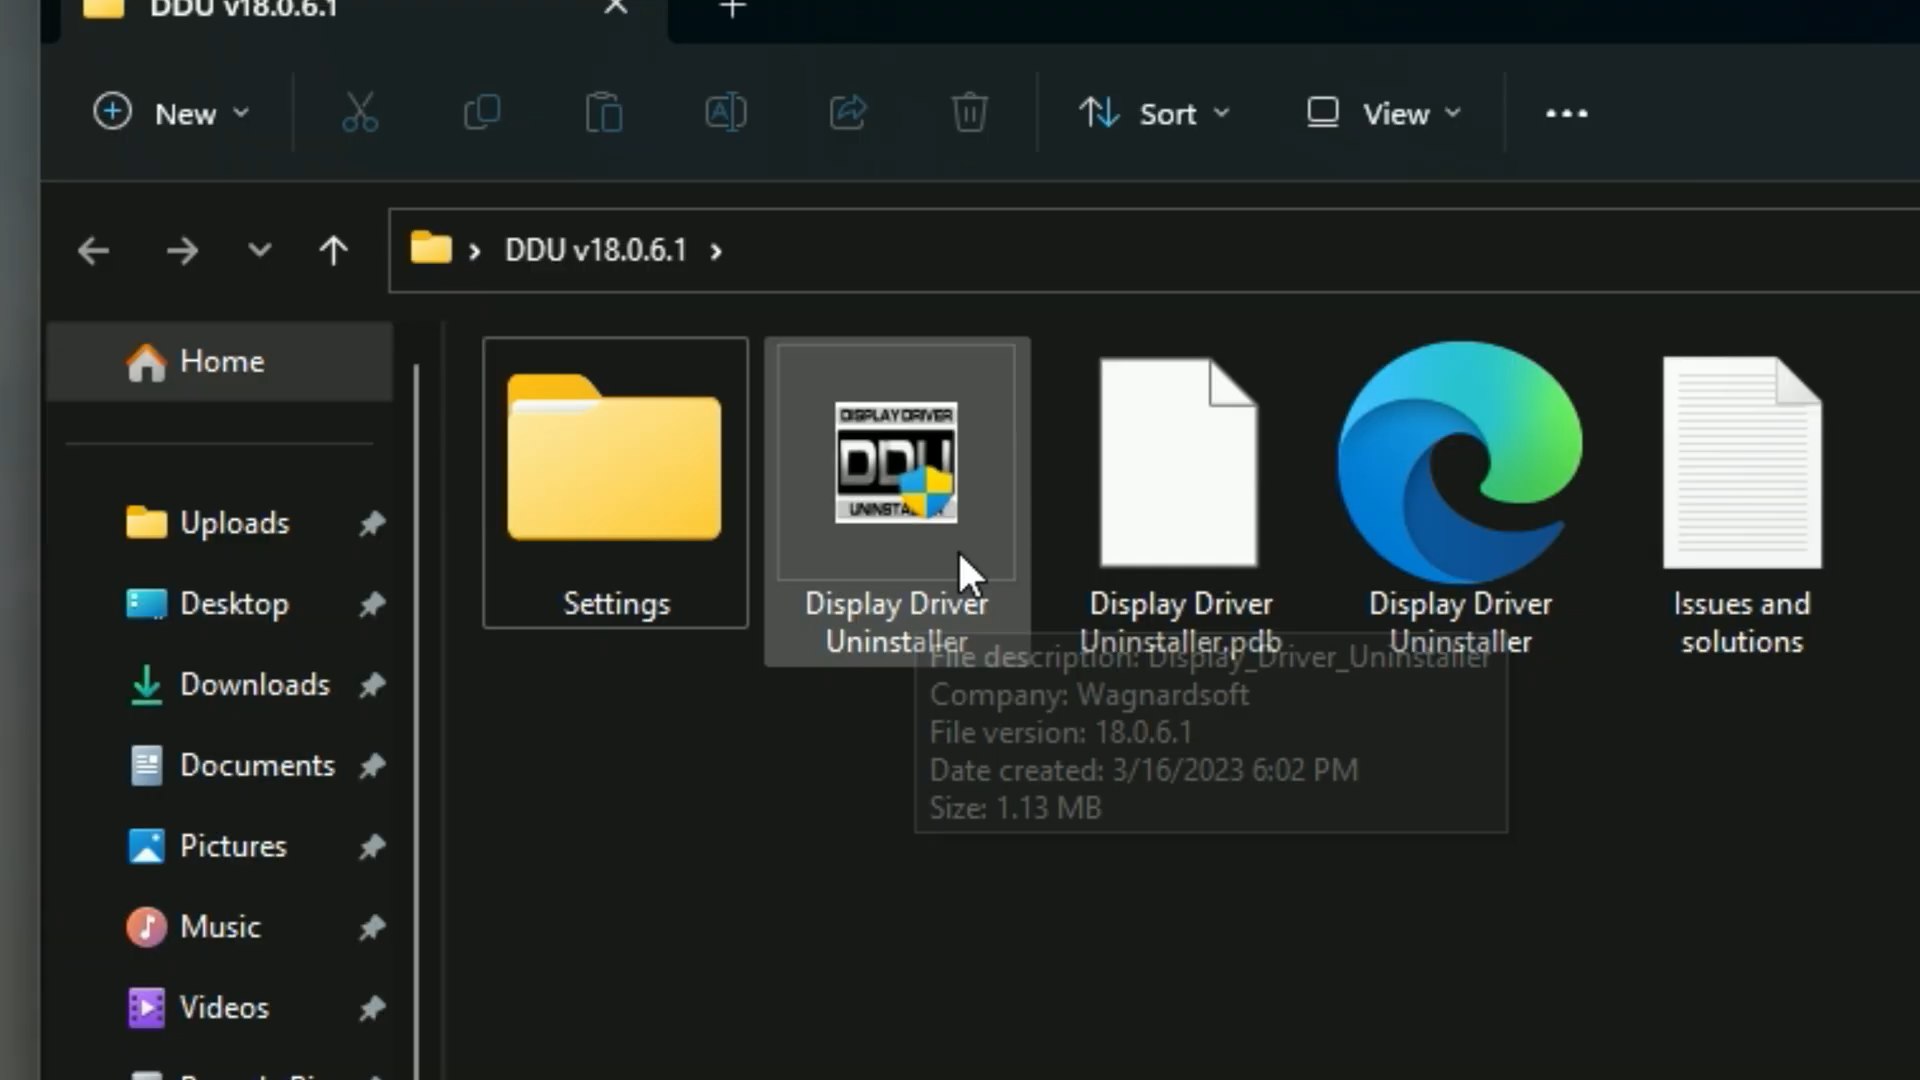 DDU v18.0.6.1
New
Sort
View
DDU v18.0.6.1
Home
Uploads
Desktop
Downloads
Documents
Pictures
Music
Videos
Settings
DISPLAY DRIVER
DDU
Display Driver
Uninstaller
Display Driver
Uninstaller.pdb
Display Driver
Uninstaller
Issues and
solutions
File description: Display_Driver_Uninstaller
Company: Wagnardsoft
File version: 18.0.6.1
Date created: 3/16/2023 6:02 PM
Size: 1.13 MB